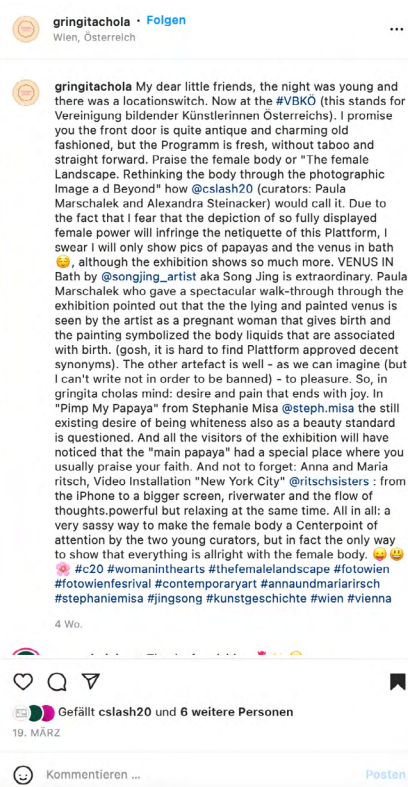 gringitachola • Folgen
Wien, Österreich
gringitachola My dear little friends, the night was young and
there was a locationswitch. Now at the #VBKÖ (this stands for
Vereinigung bildender Künstlerinnen Österreichs). I promise
you the front door is quite antique and charming old
fashioned, but the Programm is fresh, without taboo and
straight forward. Praise the female body or "The female
Landscape. Rethinking the body through the photographic
Image a d Beyond" how @cslash20 (curators: Paula
Marschalek and Alexandra Steinacker) would call it. Due to
the fact that I fear that the depiction of so fully displayed
female power will infringe the netiquette of this Plattform, I
swear I will only show pics of papayas and the venus in bath
😌, although the exhibition shows so much more. VENUS IN
Bath by @songjing_artist aka Song Jing is extraordinary. Paula
Marschalek who gave a spectacular walk-through through the
exhibition pointed out that the the lying and painted venus is
seen by the artist as a pregnant woman that gives birth and
the painting symbolized the body liquids that are associated
with birth. (gosh, it is hard to find Plattform approved decent
synonyms). The other artefact is well - as we can imagine (but
I can't write not in order to be banned) - to pleasure. So, in
gringita cholas mind: desire and pain that ends with joy. In
"Pimp My Papaya" from Stephanie Misa @steph.misa the still
existing desire of being whiteness also as a beauty standard
is questioned. And all the visitors of the exhibition will have
noticed that the "main papaya" had a special place where you
usually praise your faith. And not to forget: Anna und Maria
ritsch, Video Installation "New York City" @ritschsisters : from
the iPhone to a bigger screen, riverwater and the flow of
thoughts.powerful but relaxing at the same time. All in all: a
very sassy way to make the female body a Centerpoint of
attention by the two young curators, but in fact the only way
to show that everything is allright with the female body. 😜😃
🌸 #c20 #womaninthearts #thefemalelandscape #fotowien
#fotowienfesrival #contemporaryart #annaundmariarirsch
#stephaniemisa #jingsong #kunstgeschichte #wien #vienna
4 Wo.
Gefällt cslash20 und 6 weitere Personen
19. MÄRZ
Kommentieren ...
Posten